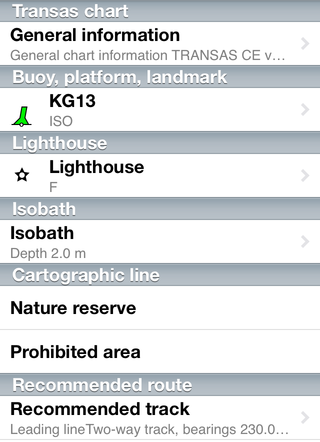 Transas chart
General information
General chart information TRANSAS CE v...
Buoy, platform, landmark
KG13
ISO
Lighthouse
Lighthouse
F
Isobath
Isobath
Depth 2.0 m
Cartographic line
Nature reserve
Prohibited area
Recommended route
Recommended track
Leading lineTwo-way track, bearings 230.0...